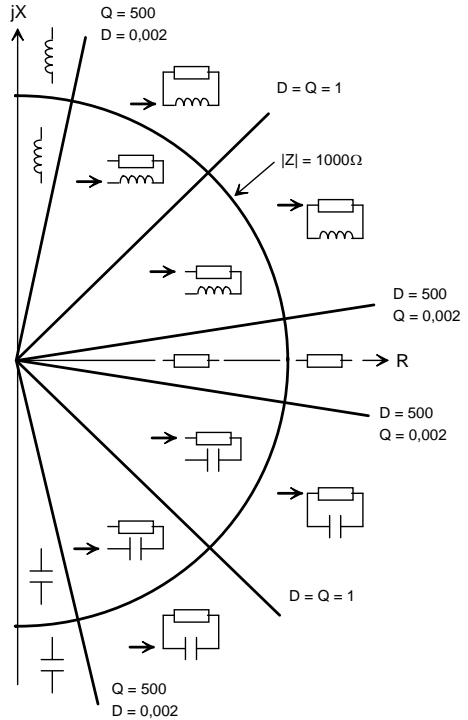 jX
Q = 500
D = 0,002
D = Q = 1
|Z| = 1000Ω
D = 500
Q = 0,002
R
D = 500
Q = 0,002
D = Q = 1
Q = 500
D = 0,002